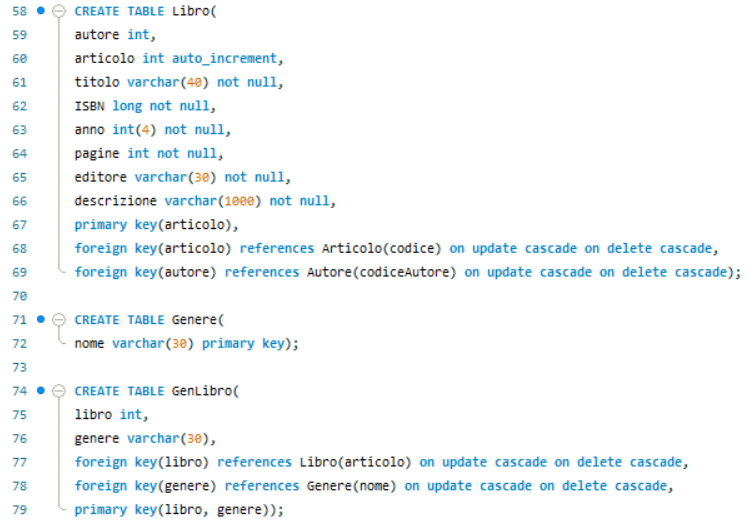 58 CREATE TABLE Libro(
59 autore int,
60 articolo int auto_increment,
61 titolo varchar(40) not null,
62 ISBN long not null,
63 anno int(4) not null,
64 pagine int not null,
65 editore varchar(30) not null,
66 descrizione varchar(1000) not null,
67 primary key(articolo),
68 foreign key(articolo) references Articolo(codice) on update cascade on delete cascade,
69 foreign key(autore) references Autore(codiceAutore) on update cascade on delete cascade);
70
71 CREATE TABLE Genere(
72 nome varchar(30) primary key);
73
74 CREATE TABLE GenLibro(
75 libro int,
76 genere varchar(30),
77 foreign key(libro) references Libro(articolo) on update cascade on delete cascade,
78 foreign key(genere) references Genere(nome) on update cascade on delete cascade,
79 primary key(libro, genere));